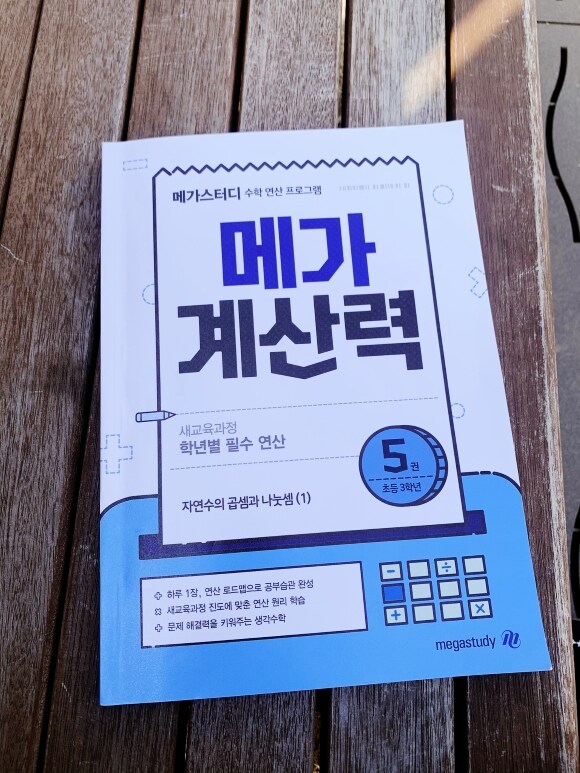 메가스터디 수학 연산 프로그램
메가
계산력
새교육과정
학년별 필수 연산
5권
초등 3학년
자연수의 곱셈과 나눗셈 (1)
하루 1장, 연산 로드맵으로 공부습관 완성
새교육과정 진도에 맞춘 연산 원리 학습
문제 해결력을 키워주는 생각수학
- ÷
+ ×
megastudy